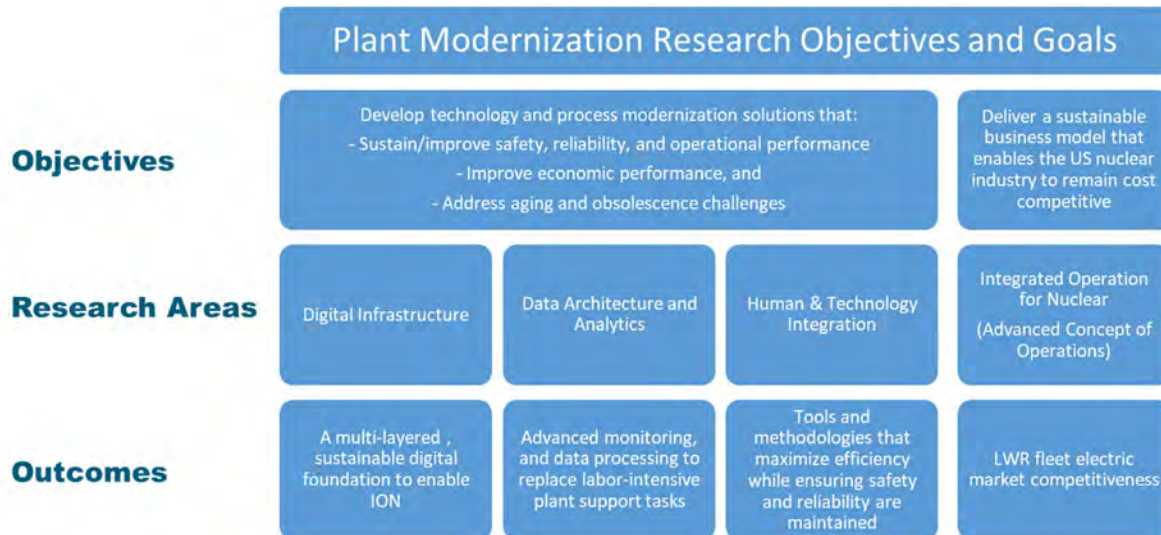 Plant Modernization Research Objectives and Goals
Objectives
Develop technology and process modernization solutions that:
- Sustain/improve safety, reliability, and operational performance
- Improve economic performance, and
- Address aging and obsolescence challenges
Deliver a sustainable
business model that
enables the US nuclear
industry to remain cost
competitive
Research Areas
Digital Infrastructure
Data Architecture and
Analytics
Human & Technology
Integration
Integrated Operation
for Nuclear
(Advanced Concept of
Operations)
Outcomes
A multi-layered ,
sustainable digital
foundation to enable
ION
Advanced monitoring,
and data processing to
replace labor-intensive
plant support tasks
Tools and
methodologies that
maximize efficiency
while ensuring safety
and reliability are
maintained
LWR fleet electric
market competitiveness